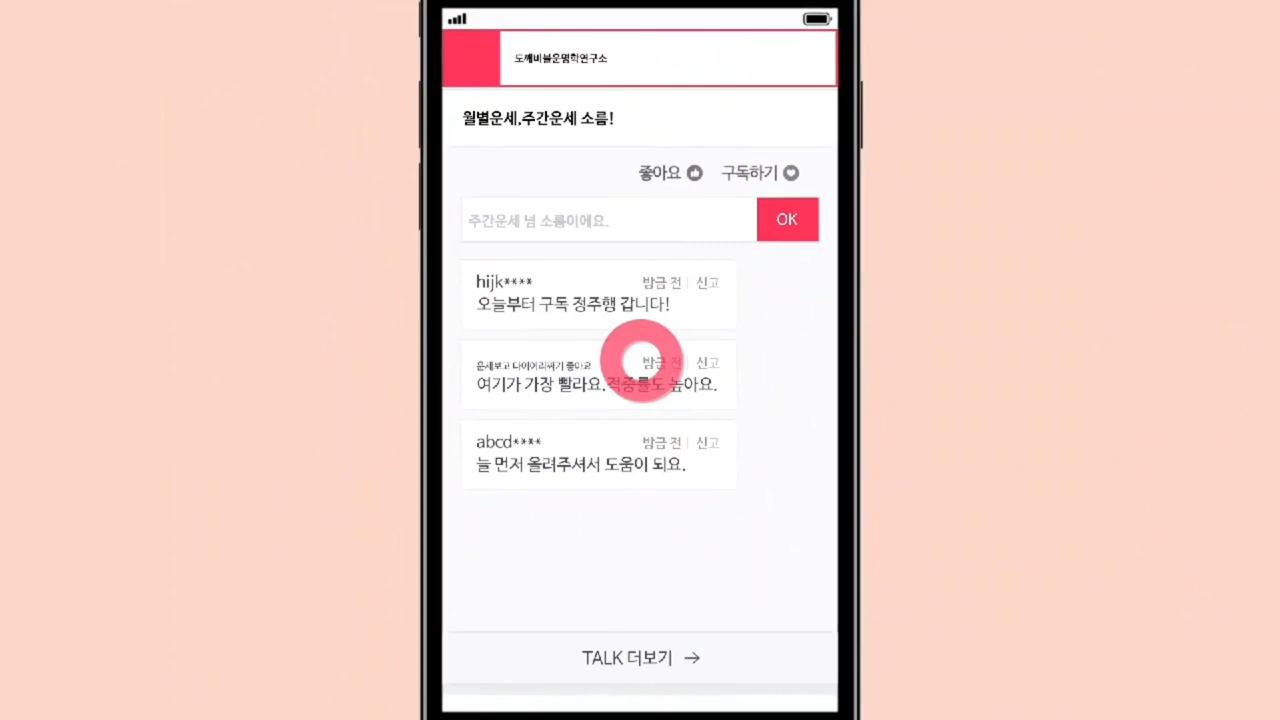 도깨비불운명학연구소
월별운세,주간운세 소름!
좋아요 구독하기
주간운세 넘 소름이에요. OK
hijk**** 방금 전 신고
오늘부터 구독 정주행 갑니다!
운세보고 다이어리짜기 좋아요 방금 전 신고
여기가 가장 빨라요.적중률도 높아요.
abcd**** 방금 전 신고
늘 먼저 올려주셔서 도움이 되요.
TALK 더보기 →